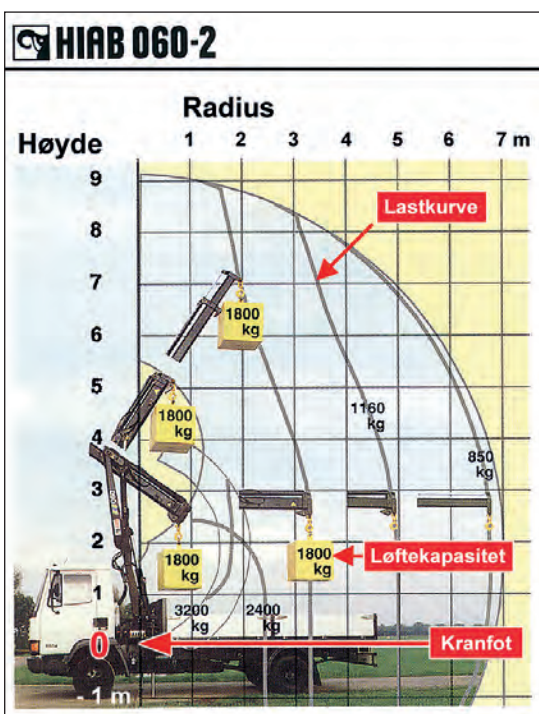 HIAB 060-2
Radius
Høyde
1 2 3 4 5 6 7 m
9
8
7
6
5
4
3
2
1
0
- 1 m
Lastkurve
1800
kg
1800
kg
1160
kg
850
kg
1800
kg
1800
kg
Løftekapasitet
3200
kg
2400
kg
Kranfot